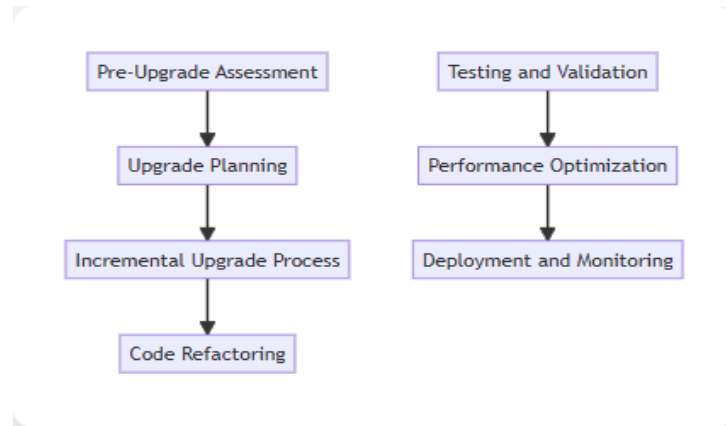 Pre-Upgrade Assessment
Upgrade Planning
Incremental Upgrade Process
Code Refactoring
Testing and Validation
Performance Optimization
Deployment and Monitoring